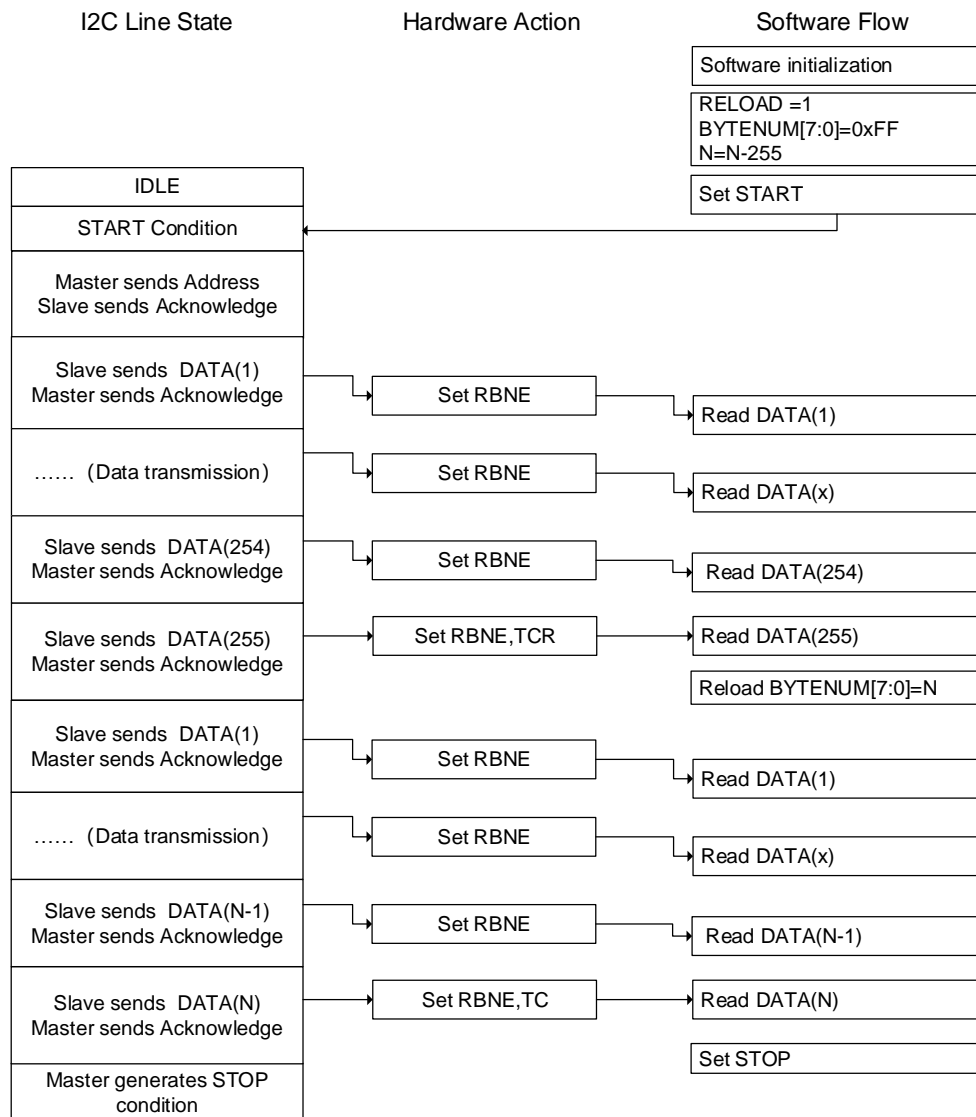 I2C Line State
Hardware Action
Software Flow
Software initialization
RELOAD =1
BYTENUM[7:0]=0xFF
N=N-255
Set START
IDLE
START Condition
Master sends Address
Slave sends Acknowledge
Slave sends DATA(1)
Master sends Acknowledge
Set RBNE
Read DATA(1)
…… (Data transmission)
Set RBNE
Read DATA(x)
Slave sends DATA(254)
Master sends Acknowledge
Set RBNE
Read DATA(254)
Slave sends DATA(255)
Master sends Acknowledge
Set RBNE,TCR
Read DATA(255)
Reload BYTENUM[7:0]=N
Slave sends DATA(1)
Master sends Acknowledge
Set RBNE
Read DATA(1)
…… (Data transmission)
Set RBNE
Read DATA(x)
Slave sends DATA(N-1)
Master sends Acknowledge
Set RBNE
Read DATA(N-1)
Slave sends DATA(N)
Master sends Acknowledge
Set RBNE,TC
Read DATA(N)
Set STOP
Master generates STOP
condition